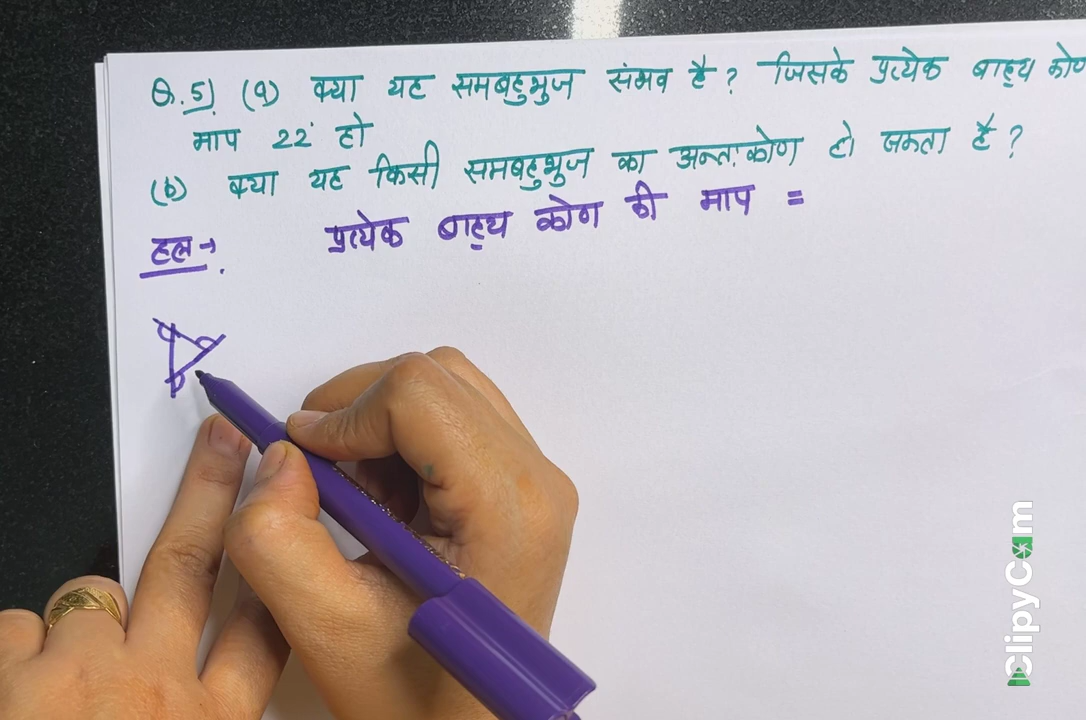 Q.5) (a) क्या यह समबहुभुज संभव है? जिसके प्रत्येक बाह्य कोण
माप 22° हो
(b) क्या यह किसी समबहुभुज का अन्तःकोण हो सकता है?
हल→ प्रत्येक बाह्य कोण की माप =
ClipyCam